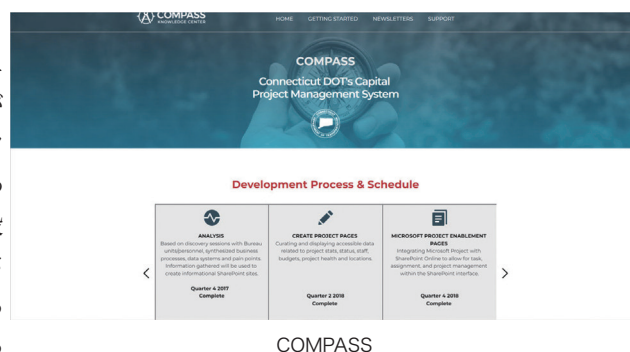 COMPASS
KNOWLEDGE CENTER
HOME GETTING STARTED NEWSLETTERS SUPPORT
COMPASS
Connecticut DOT's Capital
Project Management System
Development Process & Schedule
ANALYSIS
Based on discovery sessions with Bureau
units/personnel, synthesized business
processes, data systems and pain points.
Information gathered will be used to
create informational SharePoint sites.
Quarter 4 2017
Complete
CREATE PROJECT PAGES
Curating and displaying accessible data
related to project stats, status, staff,
budgets, project health and locations.
Quarter 2 2018
Complete
MICROSOFT PROJECT ENABLEMENT
PAGES
Integrating Microsoft Project with
SharePoint Online to allow for task,
assignment, and project management
within the SharePoint interface.
Quarter 4 2018
Complete
COMPASS